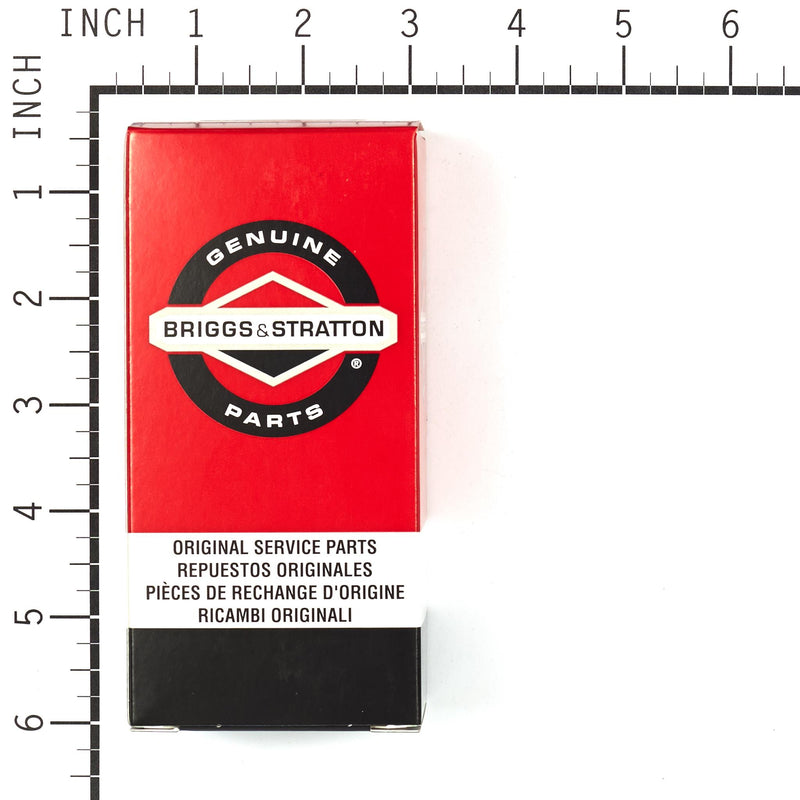 INCH 1 2 3 4 5 6
INCH
1
2
3
4
5
6
GENUINE
BRIGGS & STRATTON
®
PARTS
ORIGINAL SERVICE PARTS
REPUESTOS ORIGINALES
PIÈCES DE RECHANGE D'ORIGINE
RICAMBI ORIGINALI